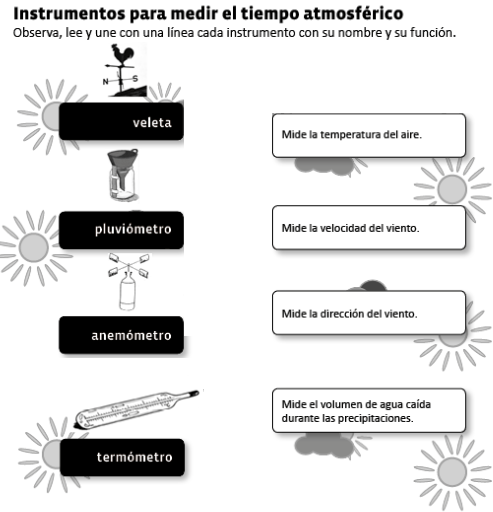 Instrumentos para medir el tiempo atmosférico
Observa, lee y une con una línea cada instrumento con su nombre y su función.
N S
veleta
Mide la temperatura del aire.
pluviómetro
Mide la velocidad del viento.
anemómetro
Mide la dirección del viento.
termómetro
Mide el volumen de agua caída
durante las precipitaciones.